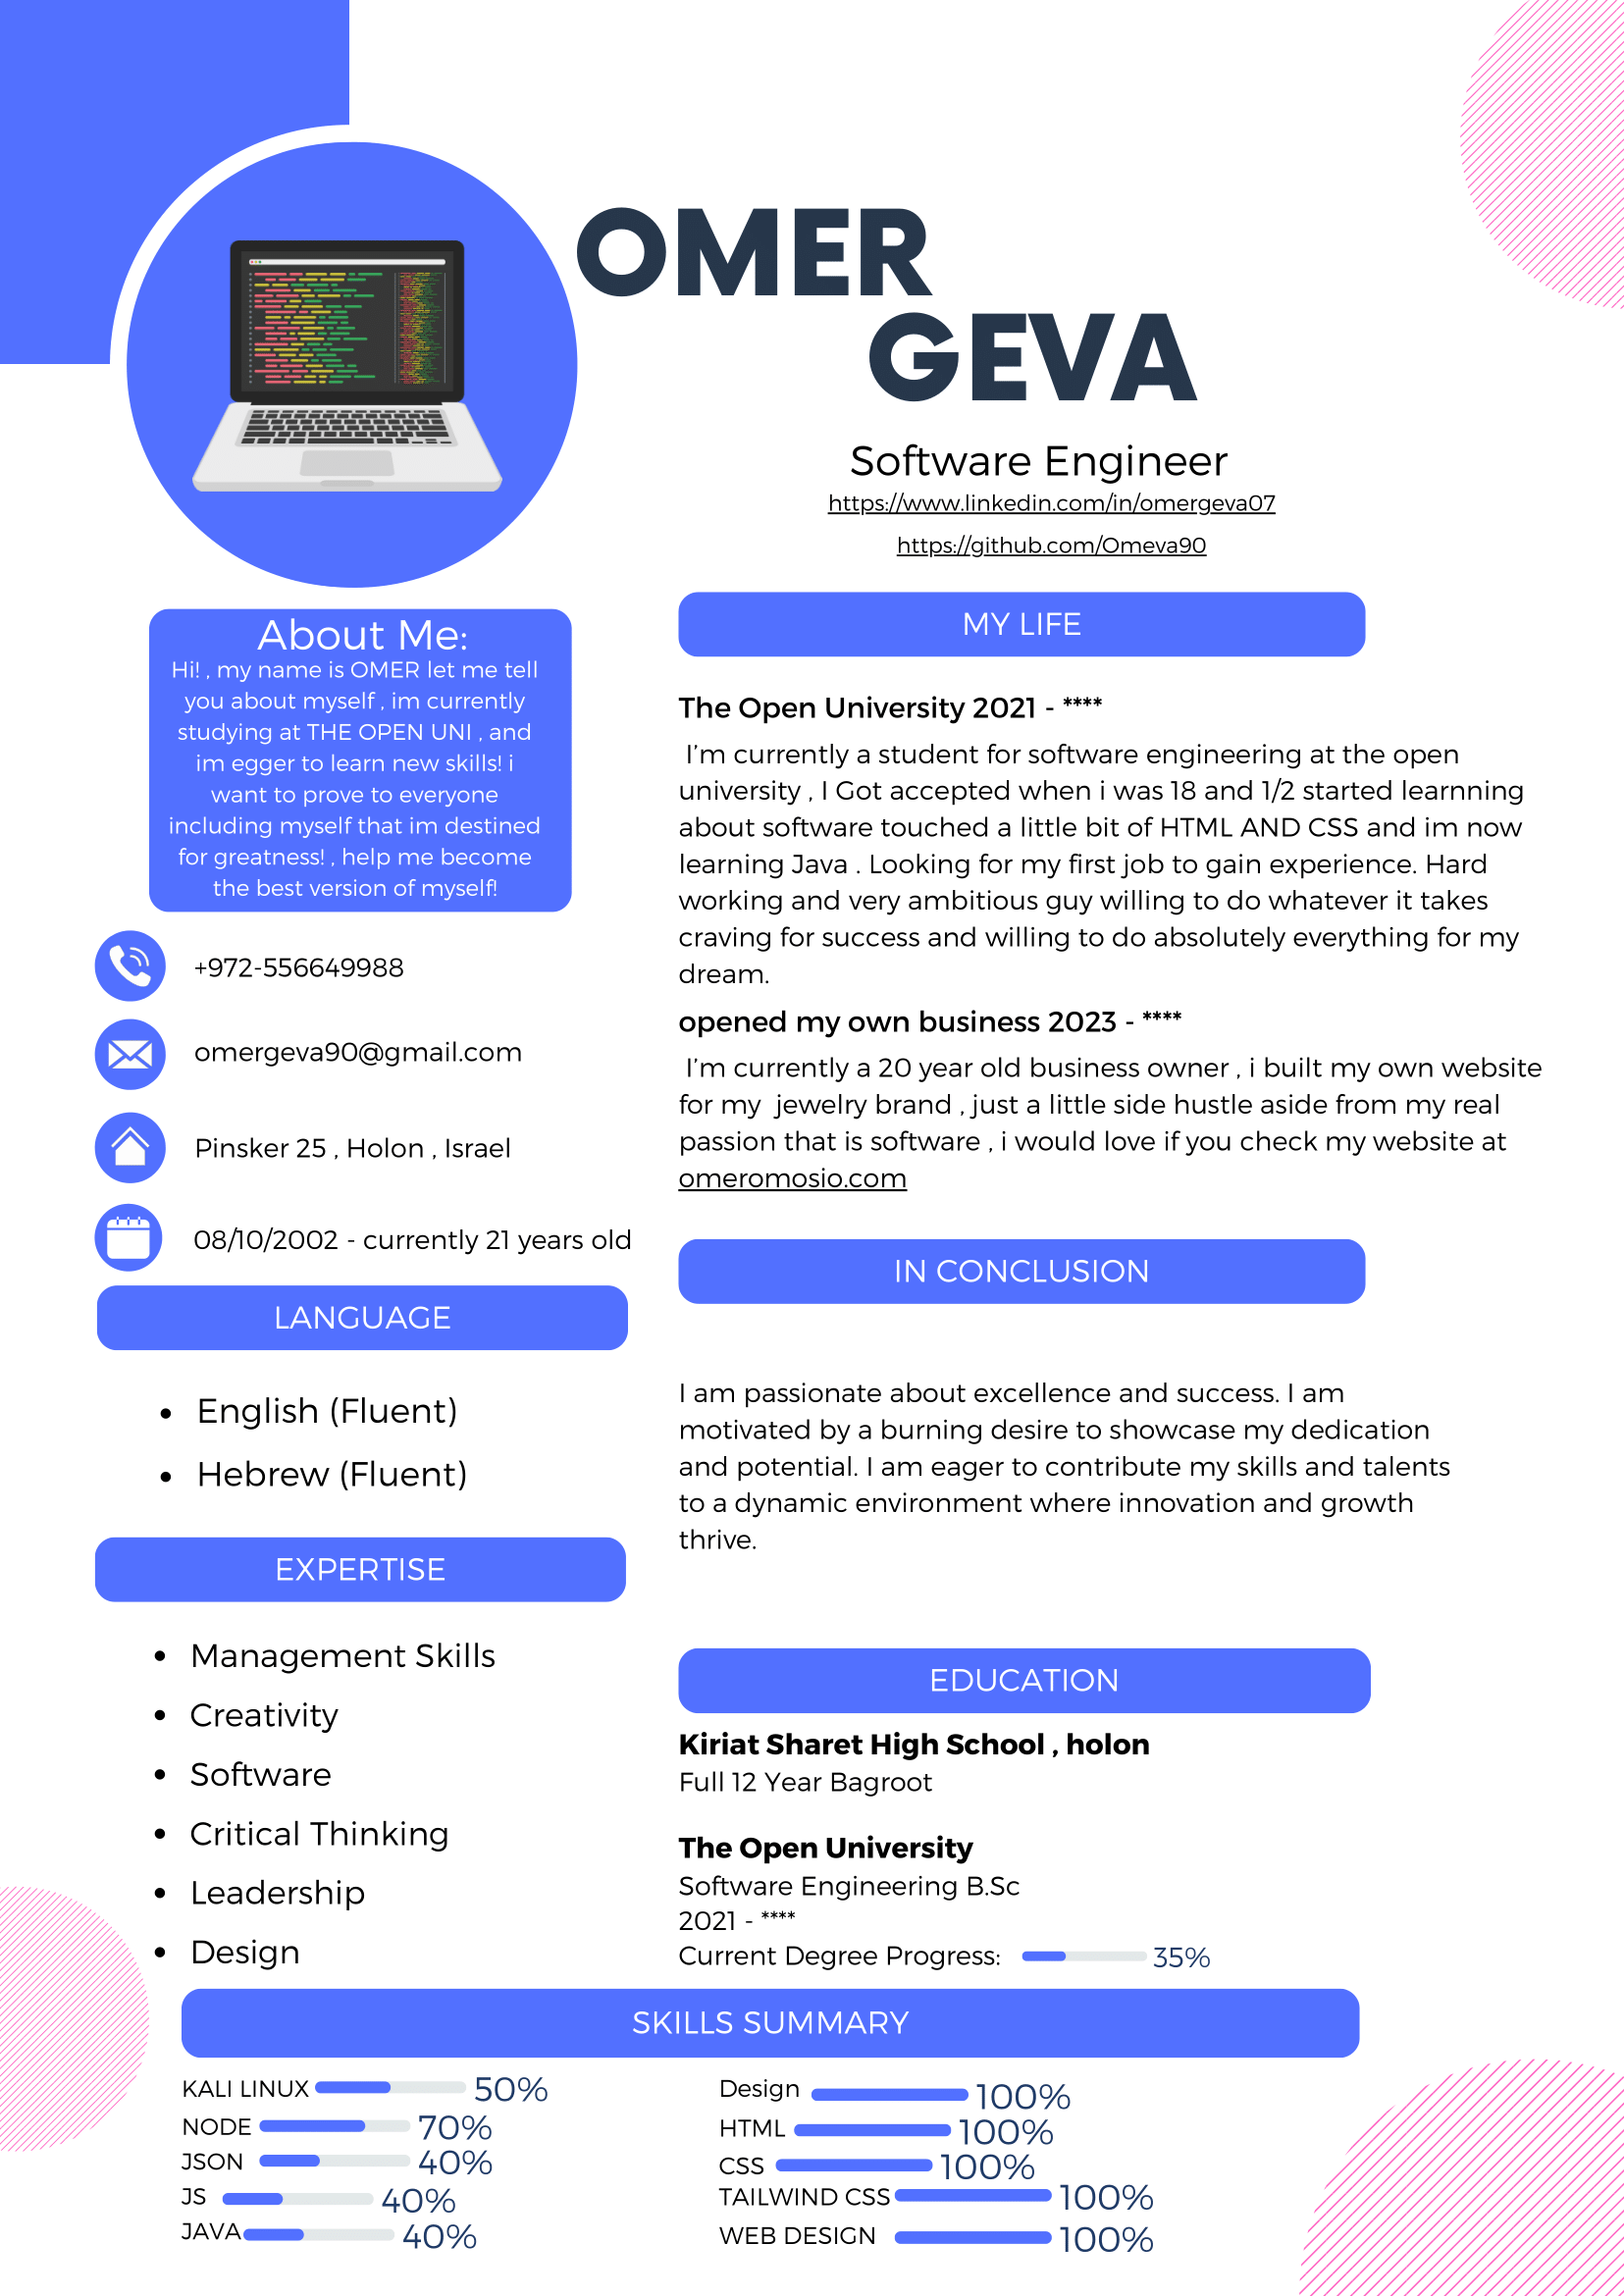 OMER
GEVA
Software Engineer
https://www.linkedin.com/in/omergeva07
https://github.com/Omeva90
About Me:
Hi! , my name is OMER let me tell
you about myself , im currently
studying at THE OPEN UNI , and
im egger to learn new skills! i
want to prove to everyone
including myself that im destined
for greatness! , help me become
the best version of myself!
+972-556649988
omergeva90@gmail.com
Pinsker 25 , Holon , Israel
08/10/2002 - currently 21 years old
LANGUAGE
• English (Fluent)
• Hebrew (Fluent)
EXPERTISE
• Management Skills
• Creativity
• Software
• Critical Thinking
• Leadership
• Design
MY LIFE
The Open University 2021 - ****
I’m currently a student for software engineering at the open
university , I Got accepted when i was 18 and 1/2 started learnning
about software touched a little bit of HTML AND CSS and im now
learning Java . Looking for my first job to gain experience. Hard
working and very ambitious guy willing to do whatever it takes
craving for success and willing to do absolutely everything for my
dream.
opened my own business 2023 - ****
I’m currently a 20 year old business owner , i built my own website
for my jewelry brand , just a little side hustle aside from my real
passion that is software , i would love if you check my website at
omeromosio.com
IN CONCLUSION
I am passionate about excellence and success. I am
motivated by a burning desire to showcase my dedication
and potential. I am eager to contribute my skills and talents
to a dynamic environment where innovation and growth
thrive.
EDUCATION
Kiriat Sharet High School , holon
Full 12 Year Bagroot
The Open University
Software Engineering B.Sc
2021 - ****
Current Degree Progress: 35%
SKILLS SUMMARY
KALI LINUX 50%
NODE 70%
JSON 40%
JS 40%
JAVA 40%
Design 100%
HTML 100%
CSS 100%
TAILWIND CSS 100%
WEB DESIGN 100%